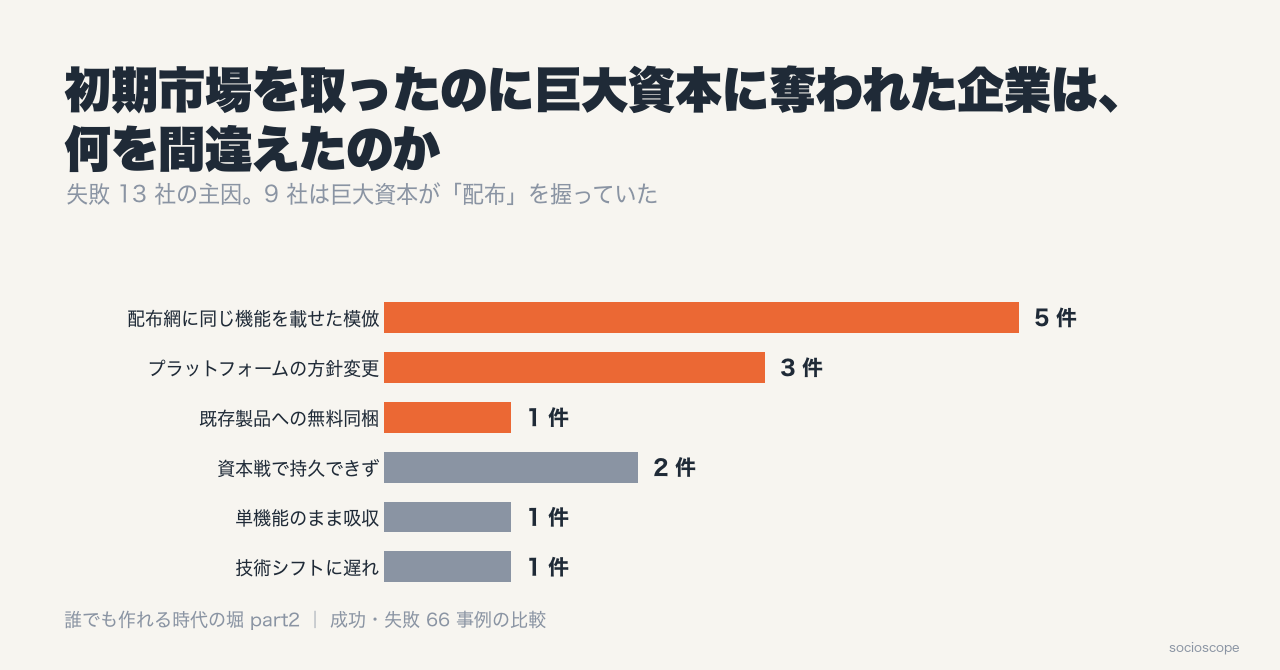 初期市場を取ったのに巨大資本に奪われた企業は、
何を間違えたのか
失敗 13 社の主因。9 社は巨大資本が「配布」を握っていた
配布網に同じ機能を載せた模倣 5 件
プラットフォームの方針変更 3 件
既存製品への無料同梱 1 件
資本戦で持久できず 2 件
単機能のまま吸収 1 件
技術シフトに遅れ 1 件
誰でも作れる時代の堀 part2 ｜ 成功・失敗 66 事例の比較
socioscope